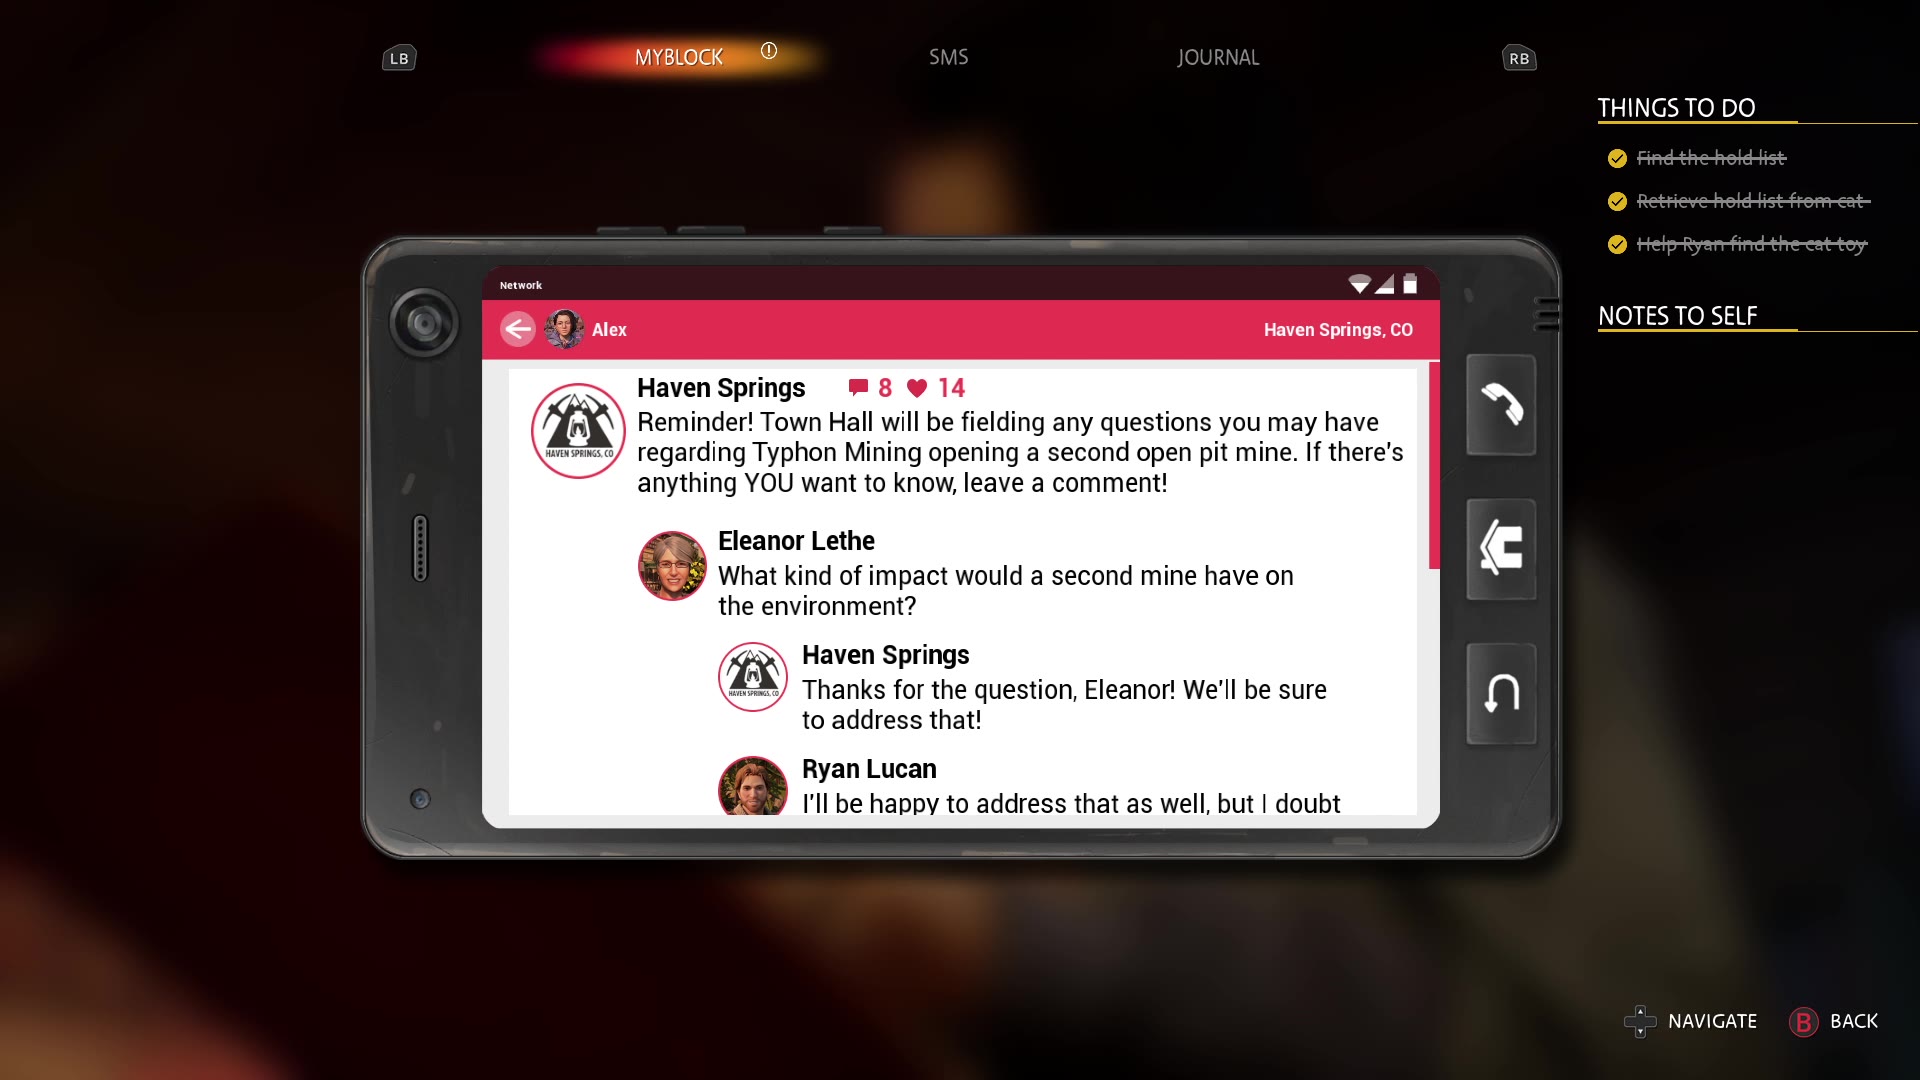 LB
MYBLOCK
SMS
JOURNAL
RB
THINGS TO DO
Find the hold list
Retrieve hold list from cat
Help Ryan find the cat toy
NOTES TO SELF
Network
Alex
Haven Springs, CO
Haven Springs 8 14
Reminder! Town Hall will be fielding any questions you may have
regarding Typhon Mining opening a second open pit mine. If there's
anything YOU want to know, leave a comment!
HAVEN SPRINGS, CO
Eleanor Lethe
What kind of impact would a second mine have on
the environment?
Haven Springs
Thanks for the question, Eleanor! We'll be sure
to address that!
HAVEN SPRINGS, CO
Ryan Lucan
I'll be happy to address that as well, but I doubt
NAVIGATE
B BACK